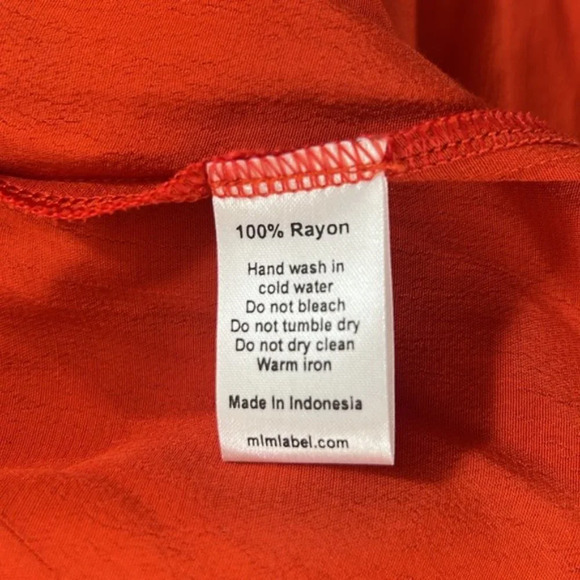 100% Rayon
Hand wash in
cold water
Do not bleach
Do not tumble dry
Do not dry clean
Warm iron
Made In Indonesia
mlmlabel.com